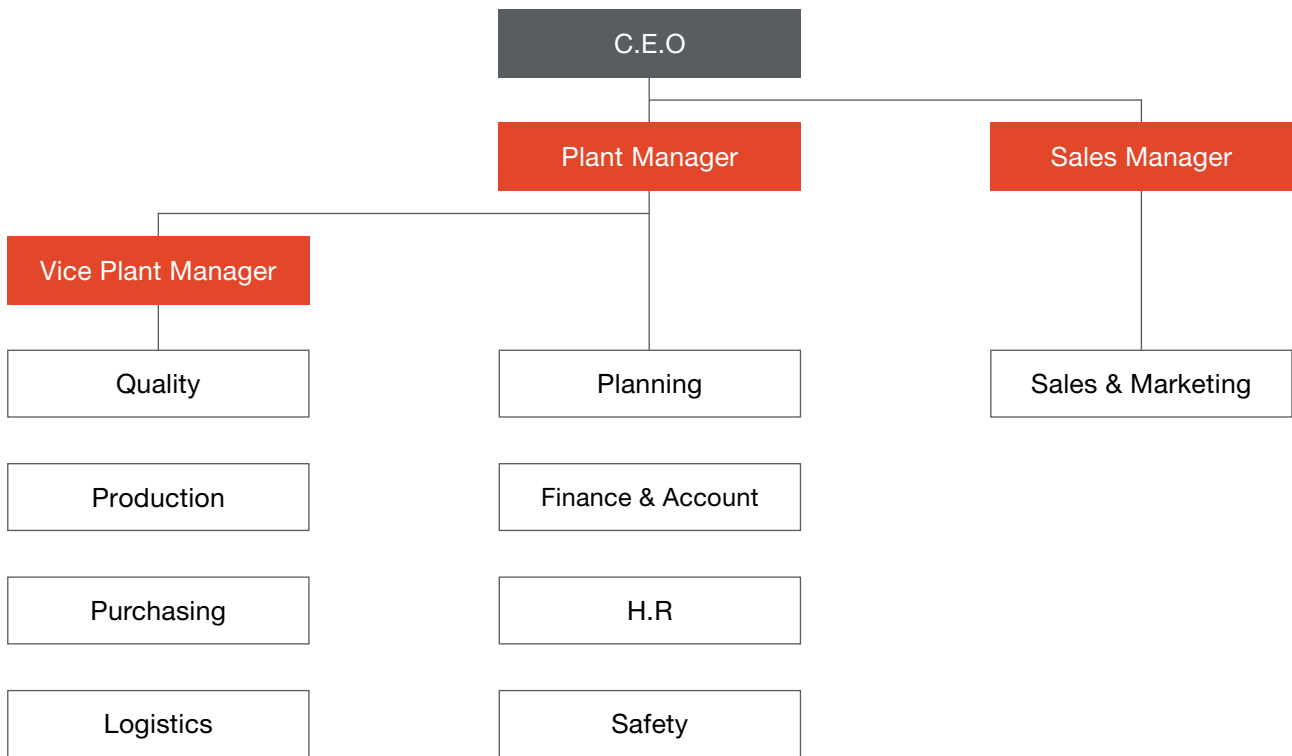 C.E.O
Plant Manager
Sales Manager
Vice Plant Manager
Quality
Planning
Sales & Marketing
Production
Finance & Account
Purchasing
H.R
Logistics
Safety